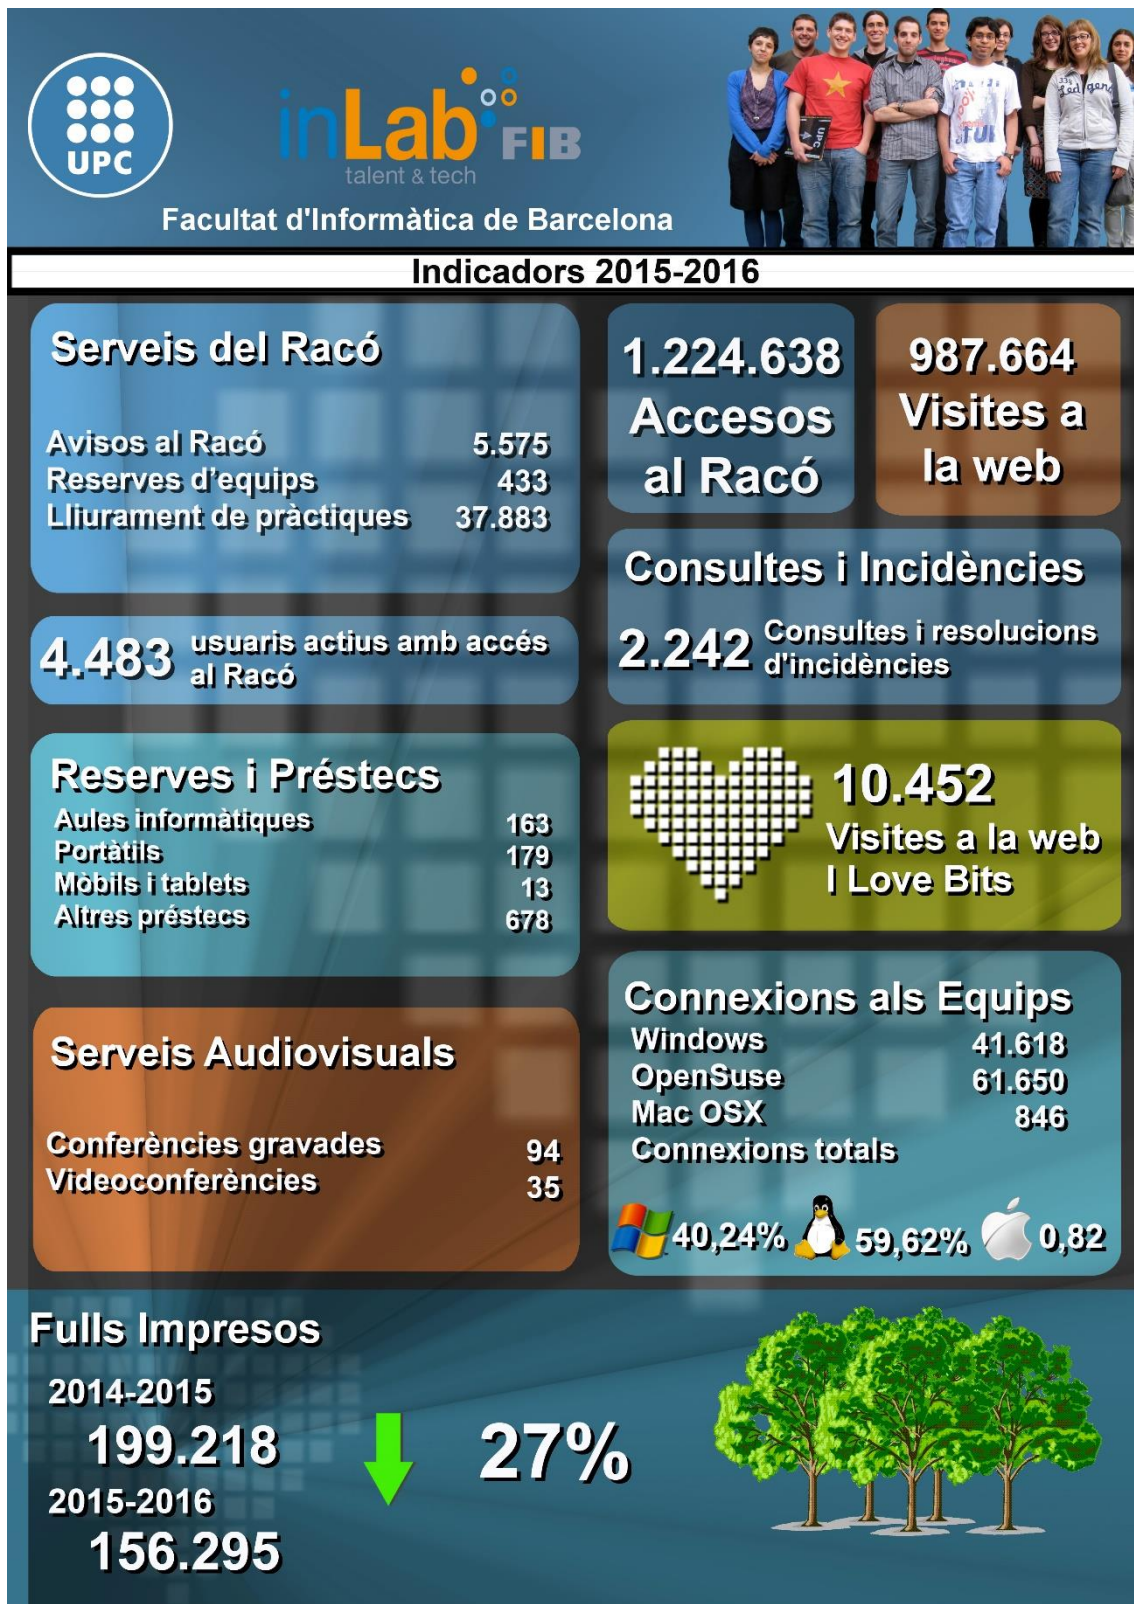 UPC
inLab FIB
talent & tech
Facultat d'Informàtica de Barcelona
Indicadors 2015-2016
Serveis del Racó
Avisos al Racó 5.575
Reserves d'equips 433
Lliurament de pràctiques 37.883
4.483 usuaris actius amb accés
al Racó
Reserves i Préstecs
Aules informàtiques 163
Portàtils 179
Mòbils i tablets 13
Altres préstecs 678
Serveis Audiovisuals
Conferències gravades 94
Videoconferències 35
1.224.638
Accesos
al Racó
987.664
Visites a
la web
Consultes i Incidències
2.242 Consultes i resolucions
d'incidències
10.452
Visites a la web
I Love Bits
Connexions als Equips
Windows 41.618
OpenSuse 61.650
Mac OSX 846
Connexions totals
40,24% 59,62% 0,82
Fulls Impresos
2014-2015
199.218
27%
2015-2016
156.295